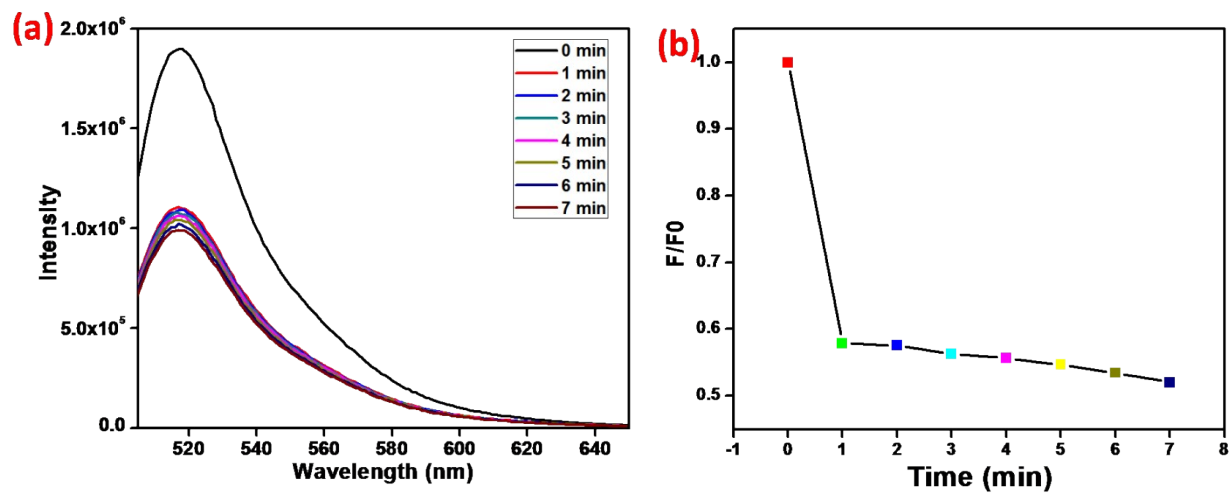 (a)
2.0x10⁶
1.5x10⁶
1.0x10⁶
5.0x10⁵
0.0
Intensity
520 540 560 580 600 620 640
Wavelength (nm)
0 min
1 min
2 min
3 min
4 min
5 min
6 min
7 min
(b)
1.0
0.9
0.8
0.7
0.6
0.5
F/F0
-1 0 1 2 3 4 5 6 7 8
Time (min)